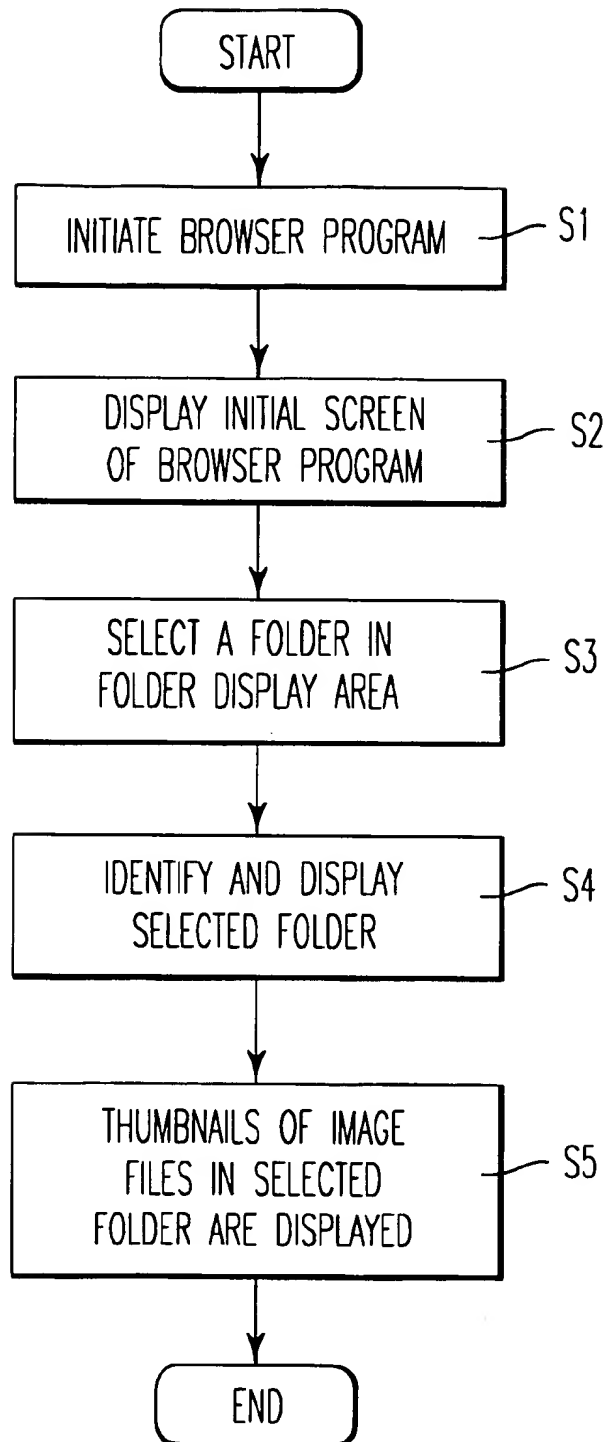 START
INITIATE BROWSER PROGRAM
S1
DISPLAY INITIAL SCREEN
OF BROWSER PROGRAM
S2
SELECT A FOLDER IN
FOLDER DISPLAY AREA
S3
IDENTIFY AND DISPLAY
SELECTED FOLDER
S4
THUMBNAILS OF IMAGE
FILES IN SELECTED
FOLDER ARE DISPLAYED
S5
END